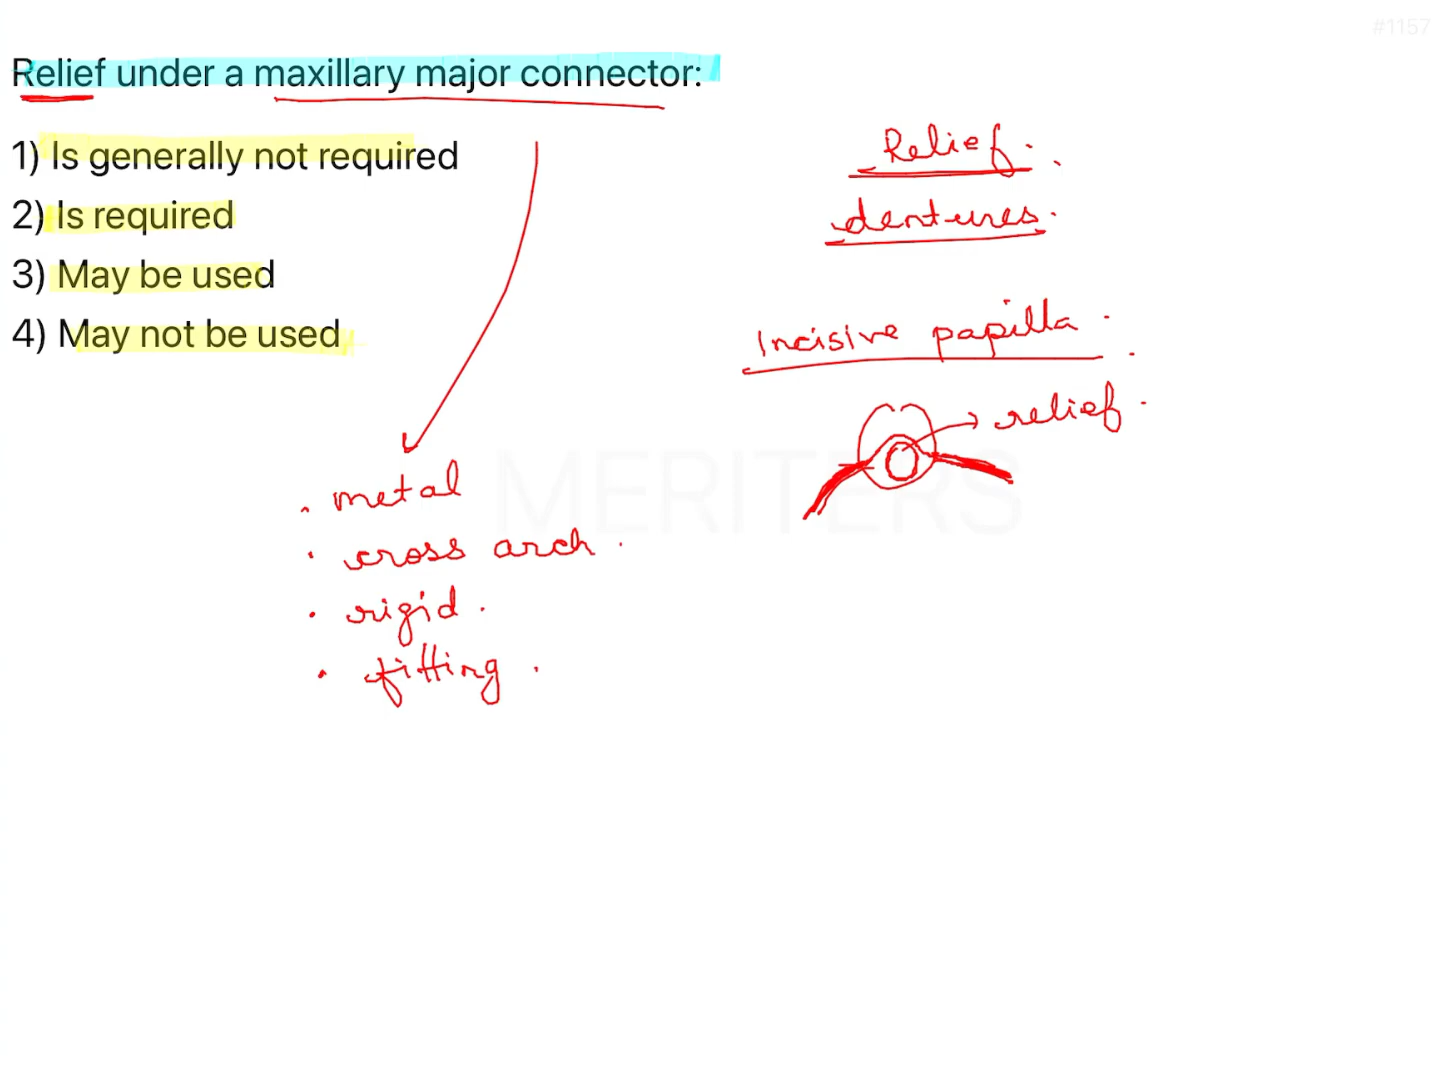 #1157
Relief under a maxillary major connector:
1) Is generally not required
2) Is required
3) May be used
4) May not be used
Relief.
dentures.
Incisive papilla.
relief.
MERITERS
. metal
. cross arch.
. rigid.
. fitting.